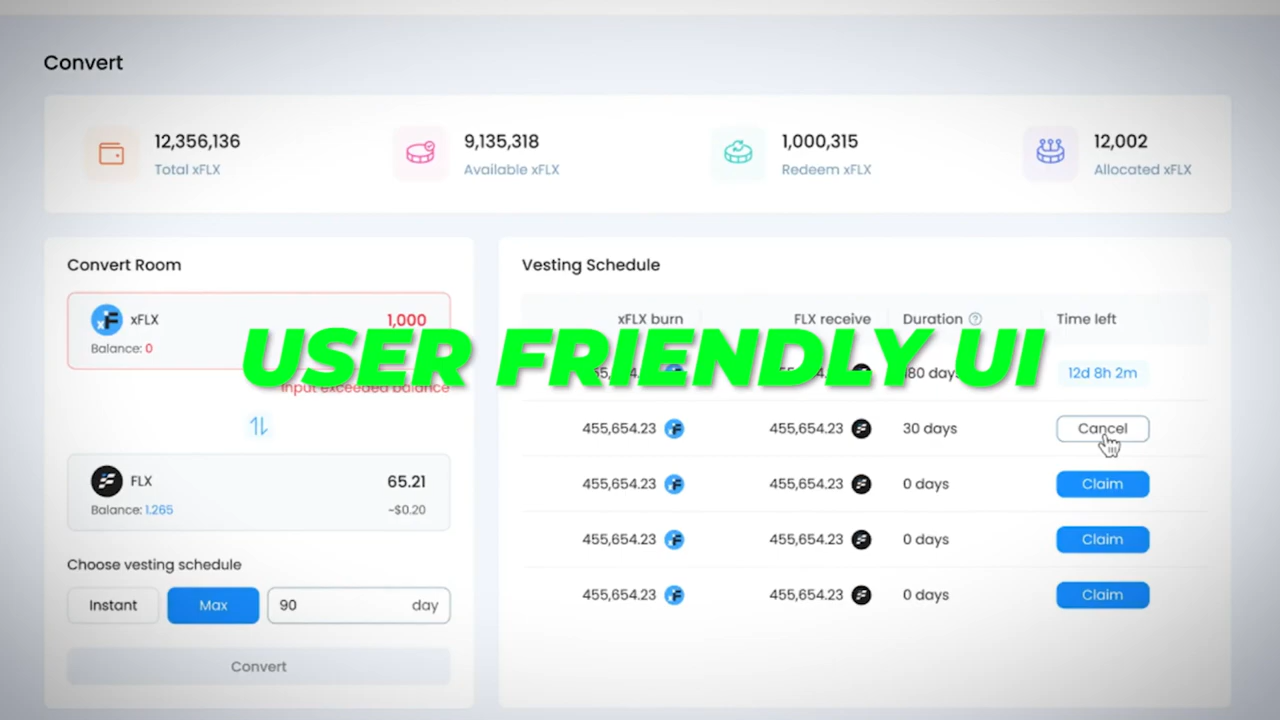 Convert
12,356,136
Total xFLX
9,135,318
Available xFLX
1,000,315
Redeem xFLX
12,002
Allocated xFLX
Convert Room
xFLX
1,000
Balance: 0
Input exceeded balance
FLX
65.21
Balance: 1.265
~$0.20
Choose vesting schedule
Instant
Max
90
day
Convert
Vesting Schedule
xFLX burn FLX receive Duration Time left
12d 8h 2m
455,654.23 455,654.23 30 days Cancel
455,654.23 455,654.23 0 days Claim
455,654.23 455,654.23 0 days Claim
455,654.23 455,654.23 0 days Claim
USER FRIENDLY UI